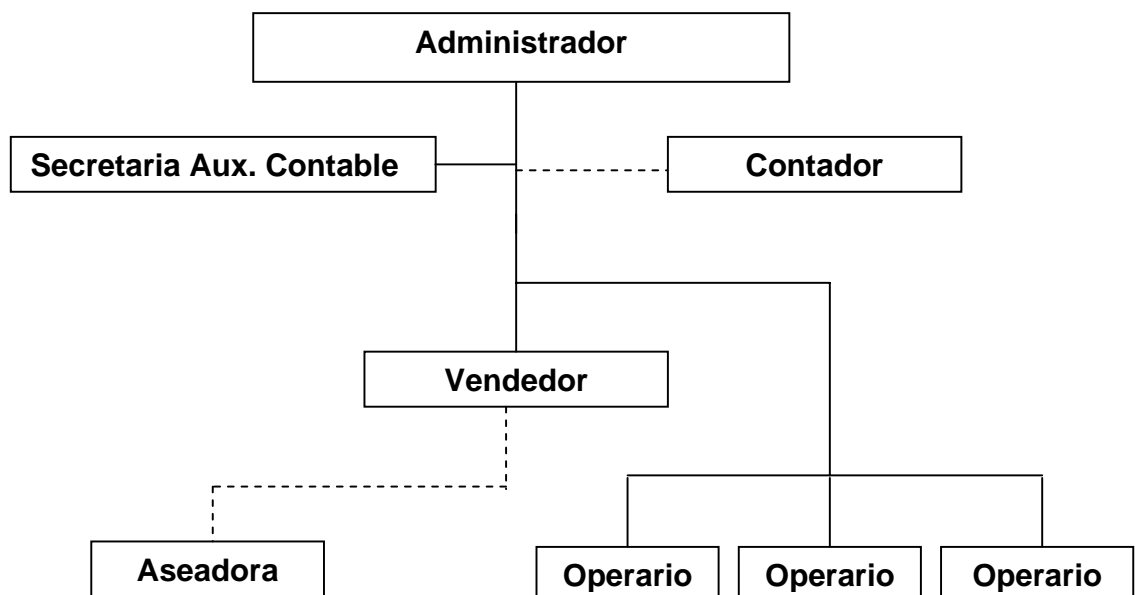 Administrador
Secretaria Aux. Contable
Contador
Vendedor
Aseadora
Operario
Operario
Operario